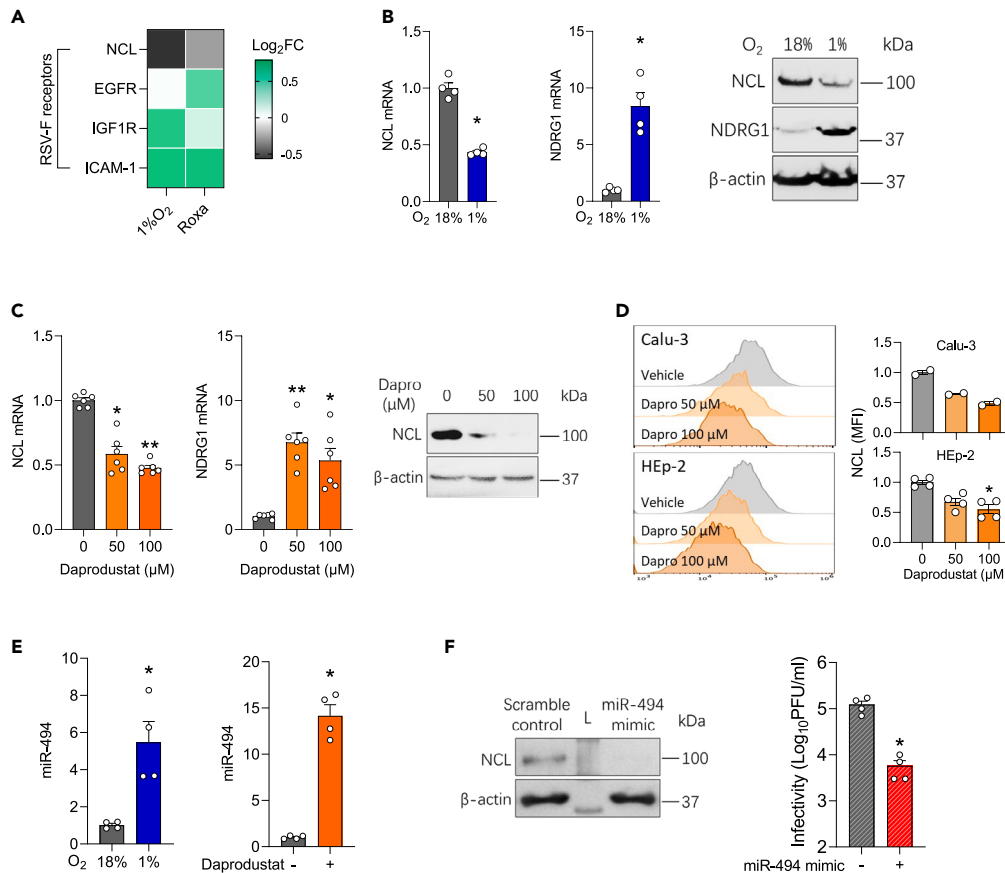 A
RSV-F receptors
NCL
EGFR
IGF1R
ICAM-1
1%O₂
Roxa
Log₂FC
0.5
0
-0.5
B
NCL mRNA
1.5
1.0
0.5
0.0
*
O₂ 18% 1%
NDRG1 mRNA
15
10
5
0
*
O₂ 18% 1%
O₂ 18% 1% kDa
NCL 100
NDRG1 37
β-actin 37
C
NCL mRNA
1.5
1.0
0.5
0.0
* **
0 50 100
Daprodustat (µM)
NDRG1 mRNA
15
10
5
0
** *
0 50 100
Daprodustat (µM)
Dapro
(µM) 0 50 100 kDa
NCL 100
β-actin 37
D
Calu-3
Vehicle
Dapro 50 µM
Dapro 100 µM
HEp-2
Vehicle
Dapro 50 µM
Dapro 100 µM
10³ 10⁴ 10⁵ 10⁶
NCL (MFI)
Calu-3
1.5
1.0
0.5
0.0
HEp-2
1.5
1.0
0.5
0.0
*
0 50 100
Daprodustat (µM
E
miR-494
10
8
6
4
2
0
*
O₂ 18% 1%
miR-494
20
15
10
5
0
*
Daprodustat - +
F
Scramble
control
L
miR-494
mimic
kDa
NCL 100
β-actin 37
Infectivity (Log₁₀PFU/ml)
6
5
4
3
2
*
miR-494 mimic - +